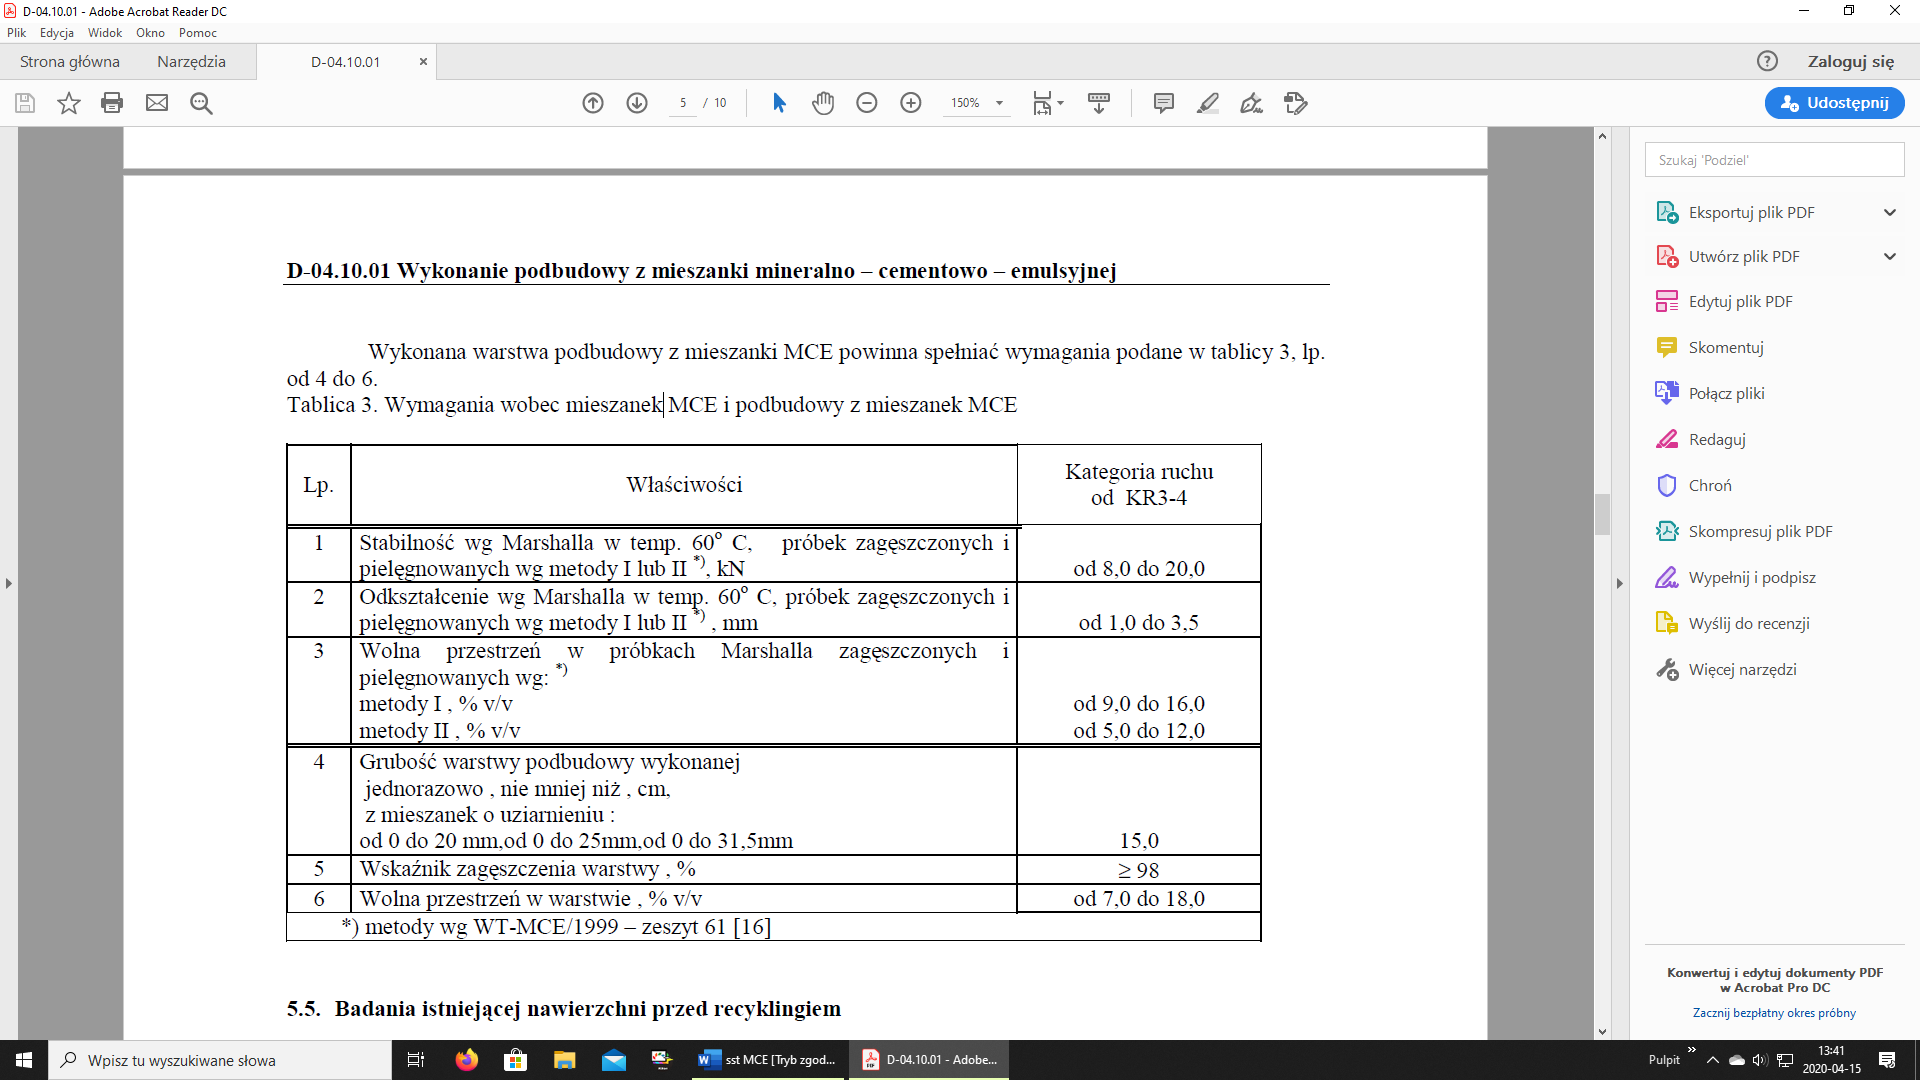 D-04.10.01 - Adobe Acrobat Reader DC
Plik Edycja Widok Okno Pomoc
Strona główna Narzędzia D-04.10.01 × Zaloguj się
5 / 10 150% Udostępnij
Szukaj 'Podziel'
Eksportuj plik PDF
Utwórz plik PDF
Edytuj plik PDF
Skomentuj
Połącz pliki
Redaguj
Chroń
Skompresuj plik PDF
Wypełnij i podpisz
Wyślij do recenzji
Więcej narzędzi
Konwertuj i edytuj dokumenty PDF
w Acrobat Pro DC
Zacznij bezpłatny okres próbny
D-04.10.01 Wykonanie podbudowy z mieszanki mineralno – cementowo – emulsyjnej
Wykonana warstwa podbudowy z mieszanki MCE powinna spełniać wymagania podane w tablicy 3, lp.
od 4 do 6.
Tablica 3. Wymagania wobec mieszanek MCE i podbudowy z mieszanek MCE
Lp. Właściwości Kategoria ruchu
od KR3-4
1 Stabilność wg Marshalla w temp. 60º C, próbek zagęszczonych i
pielęgnowanych wg metody I lub II *), kN od 8,0 do 20,0
2 Odkształcenie wg Marshalla w temp. 60º C, próbek zagęszczonych i
pielęgnowanych wg metody I lub II *) , mm od 1,0 do 3,5
3 Wolna przestrzeń w próbkach Marshalla zagęszczonych i
pielęgnowanych wg: *)
metody I , % v/v od 9,0 do 16,0
metody II , % v/v od 5,0 do 12,0
4 Grubość warstwy podbudowy wykonanej
jednorazowo , nie mniej niż , cm,
z mieszanek o uziarnieniu :
od 0 do 20 mm,od 0 do 25mm,od 0 do 31,5mm 15,0
5 Wskaźnik zagęszczenia warstwy , % ≥ 98
6 Wolna przestrzeń w warstwie , % v/v od 7,0 do 18,0
*) metody wg WT-MCE/1999 – zeszyt 61 [16]
5.5. Badania istniejącej nawierzchni przed recyklingiem
Wpisz tu wyszukiwane słowa sst MCE [Tryb zgod... D-04.10.01 - Adobe... Pulpit » 13:41
2020-04-15